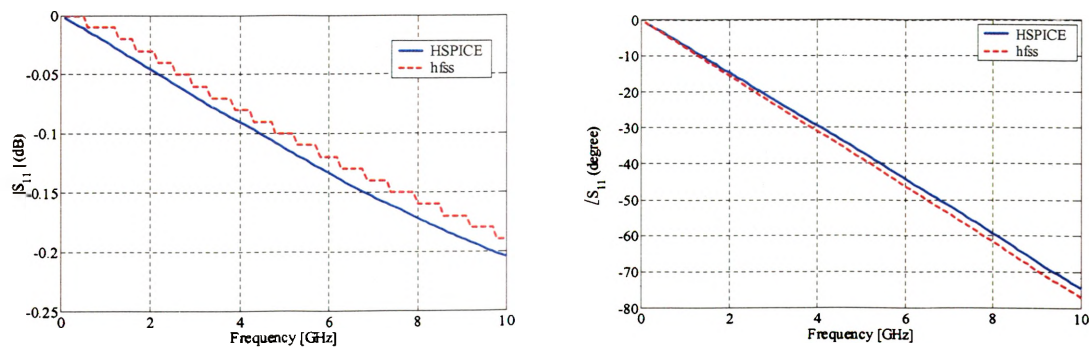 0
-0.05
-0.1
-0.15
-0.2
-0.25
|S11| (dB)
HSPICE
hfss
0 2 4 6 8 10
Frequency [GHz]
0
-10
-20
-30
-40
-50
-60
-70
-80
/S11 (degree)
HSPICE
hfss
0 2 4 6 8 10
Frequency [GHz]